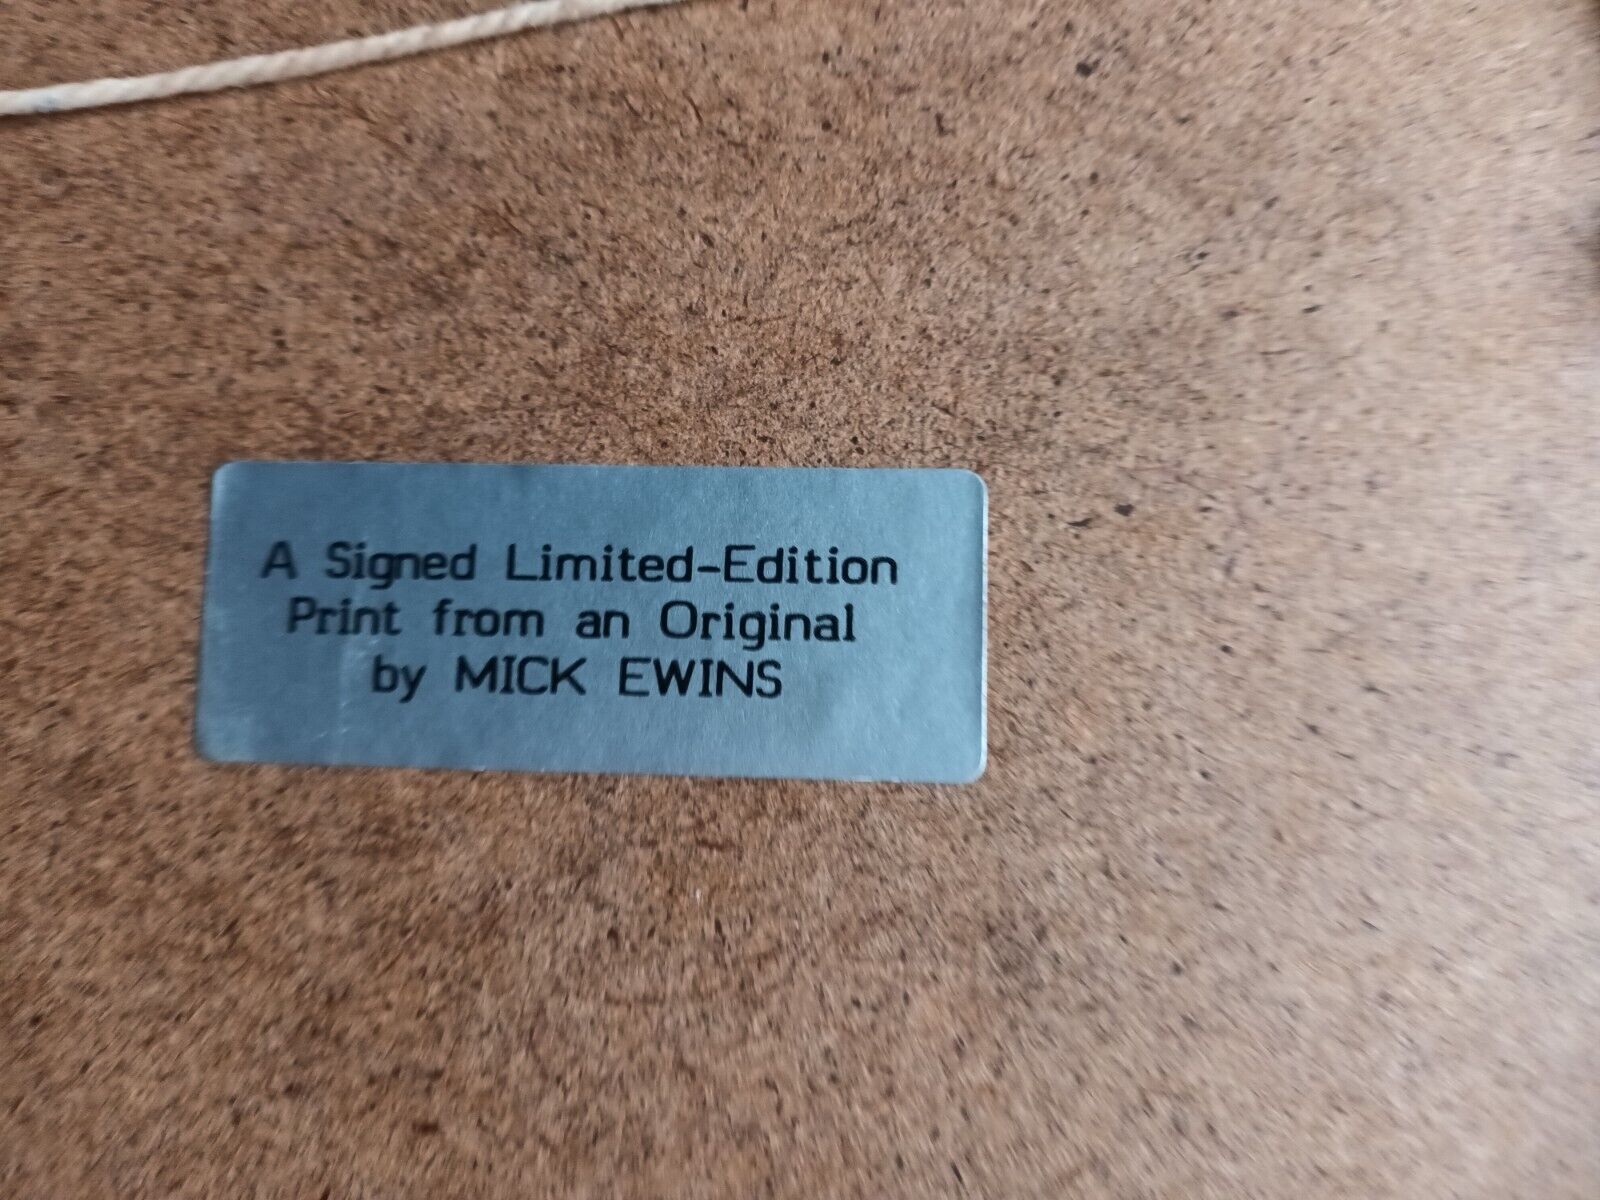 A Signed Limited-Edition
Print from an Original
by MICK EWINS